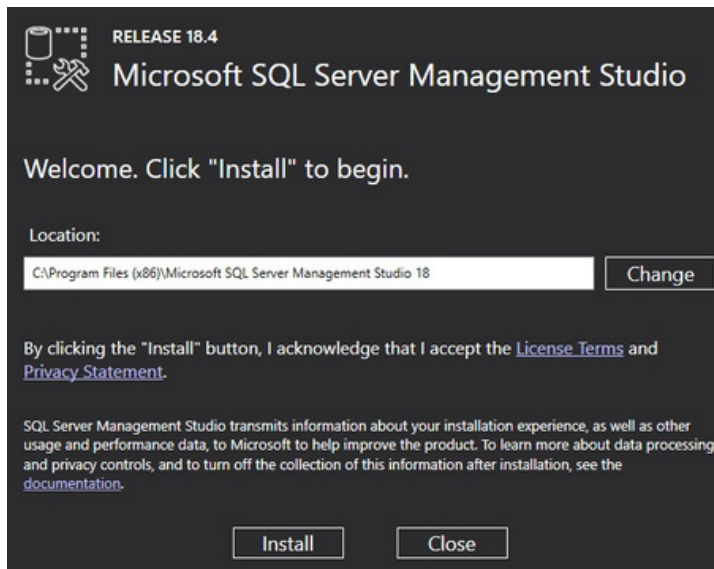 RELEASE 18.4
Microsoft SQL Server Management Studio
Welcome. Click "Install" to begin.
Location:
C:\Program Files (x86)\Microsoft SQL Server Management Studio 18
Change
By clicking the "Install" button, I acknowledge that I accept the License Terms and
Privacy Statement.
SQL Server Management Studio transmits information about your installation experience, as well as other
usage and performance data, to Microsoft to help improve the product. To learn more about data processing
and privacy controls, and to turn off the collection of this information after installation, see the
documentation.
Install
Close